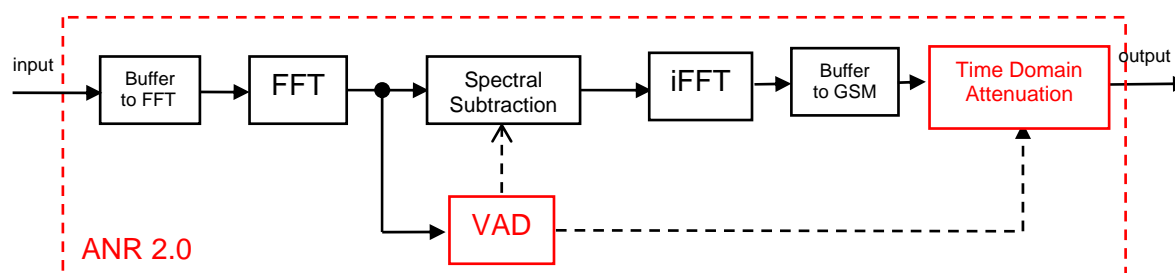 input
Buffer
to FFT
FFT
Spectral
Subtraction
iFFT
Buffer
to GSM
Time Domain
Attenuation
output
VAD
ANR 2.0